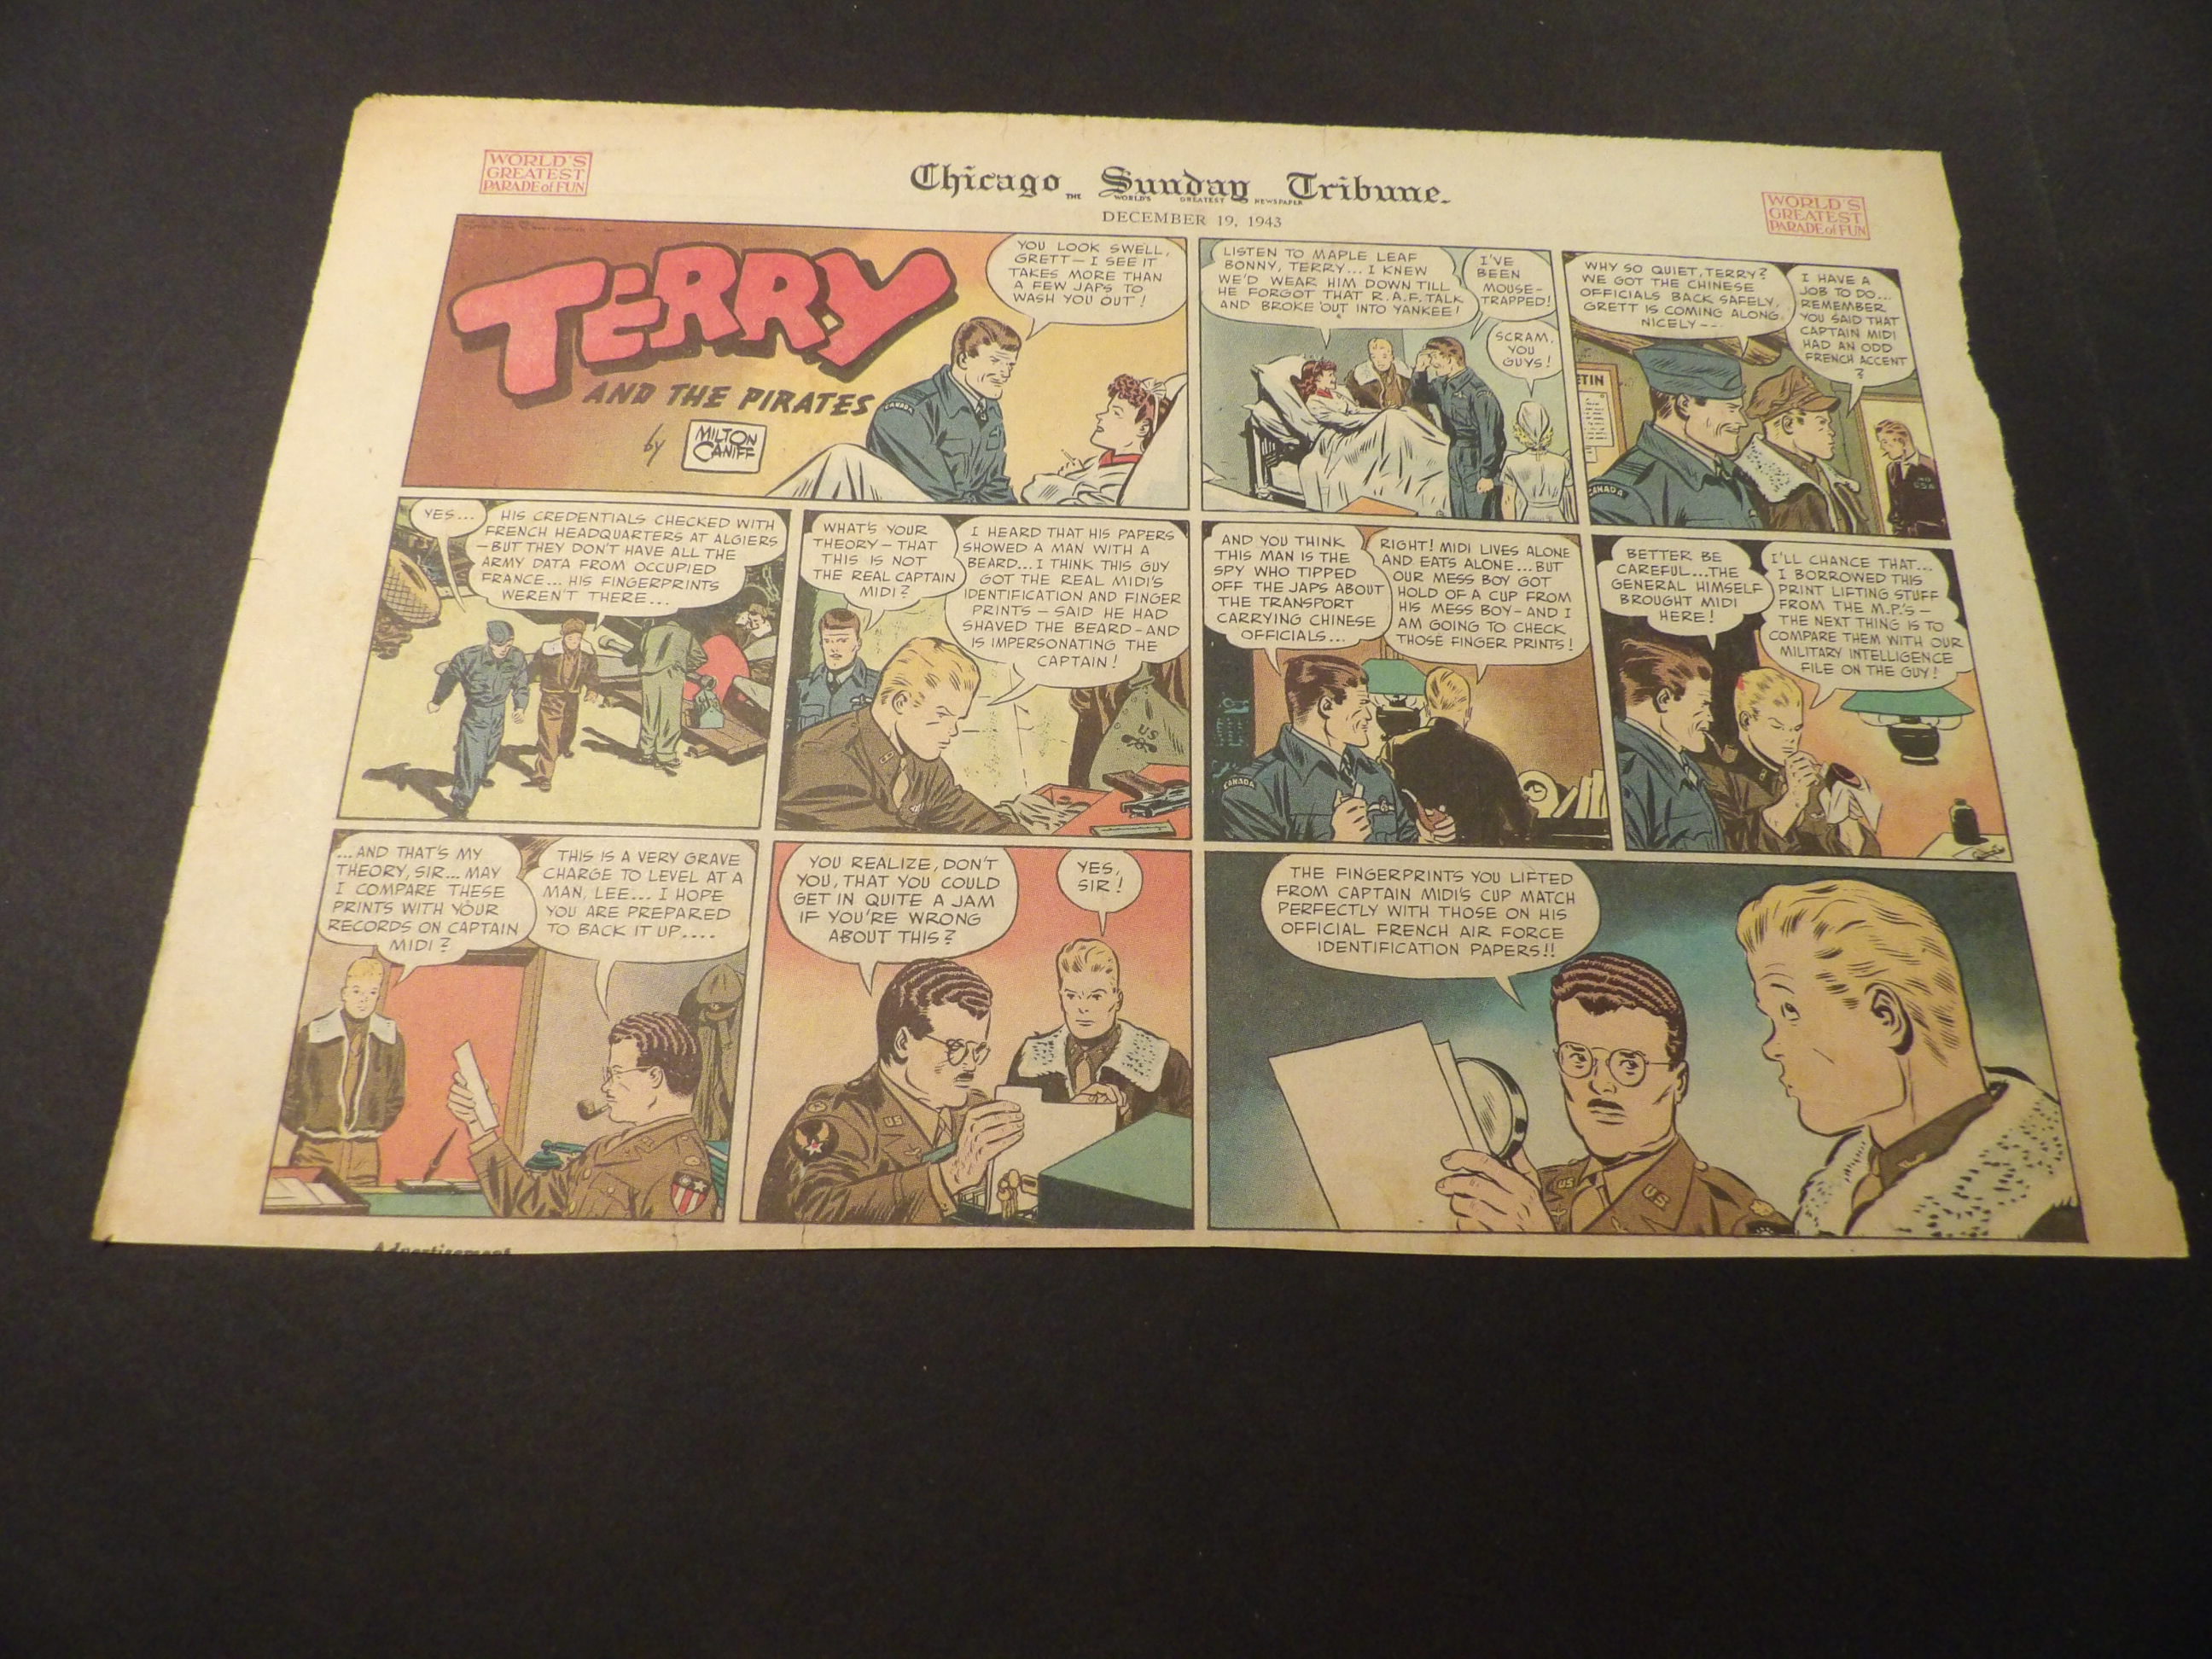 WORLD'S
GREATEST
PARADE of FUN
Chicago Sunday Tribune.
THE WORLD'S GREATEST NEWSPAPER
DECEMBER 19, 1943
WORLD'S
GREATEST
PARADE of FUN
TERRY
AND THE PIRATES
by
MILTON
CANIFF
YOU LOOK SWELL,
GRETT — I SEE IT
TAKES MORE THAN
A FEW JAPS TO
WASH YOU OUT!
CANADA
LISTEN TO MAPLE LEAF
BONNY, TERRY... I KNEW
WE'D WEAR HIM DOWN TILL
HE FORGOT THAT R.A.F. TALK
AND BROKE OUT INTO YANKEE!
I'VE
BEEN
MOUSE-
TRAPPED!
SCRAM,
YOU
GUYS!
WHY SO QUIET, TERRY?
WE GOT THE CHINESE
OFFICIALS BACK SAFELY.
GRETT IS COMING ALONG
NICELY ---
I HAVE A
JOB TO DO...
REMEMBER
YOU SAID THAT
CAPTAIN MIDI
HAD AN ODD
FRENCH ACCENT
?
ETIN
CANADA
YES...
HIS CREDENTIALS CHECKED WITH
FRENCH HEADQUARTERS AT ALGIERS
— BUT THEY DON'T HAVE ALL THE
ARMY DATA FROM OCCUPIED
FRANCE... HIS FINGERPRINTS
WEREN'T THERE...
WHAT'S YOUR
THEORY — THAT
THIS IS NOT
THE REAL CAPTAIN
MIDI?
I HEARD THAT HIS PAPERS
SHOWED A MAN WITH A
BEARD... I THINK THIS GUY
GOT THE REAL MIDI'S
IDENTIFICATION AND FINGER
PRINTS — SAID HE HAD
SHAVED THE BEARD — AND
IS IMPERSONATING THE
CAPTAIN!
US
AND YOU THINK
THIS MAN IS THE
SPY WHO TIPPED
OFF THE JAPS ABOUT
THE TRANSPORT
CARRYING CHINESE
OFFICIALS...
RIGHT! MIDI LIVES ALONE
AND EATS ALONE... BUT
OUR MESS BOY GOT
HOLD OF A CUP FROM
HIS MESS BOY — AND I
AM GOING TO CHECK
THOSE FINGER PRINTS!
CANADA
BETTER BE
CAREFUL... THE
GENERAL HIMSELF
BROUGHT MIDI
HERE!
I'LL CHANCE THAT...
I BORROWED THIS
PRINT LIFTING STUFF
FROM THE M.P.'S —
THE NEXT THING IS TO
COMPARE THEM WITH OUR
MILITARY INTELLIGENCE
FILE ON THE GUY!
...AND THAT'S MY
THEORY, SIR... MAY
I COMPARE THESE
PRINTS WITH YOUR
RECORDS ON CAPTAIN
MIDI?
THIS IS A VERY GRAVE
CHARGE TO LEVEL AT A
MAN, LEE... I HOPE
YOU ARE PREPARED
TO BACK IT UP....
YOU REALIZE, DON'T
YOU, THAT YOU COULD
GET IN QUITE A JAM
IF YOU'RE WRONG
ABOUT THIS?
YES,
SIR!
US
THE FINGERPRINTS YOU LIFTED
FROM CAPTAIN MIDI'S CUP MATCH
PERFECTLY WITH THOSE ON HIS
OFFICIAL FRENCH AIR FORCE
IDENTIFICATION PAPERS!!
US
US
Advertisement